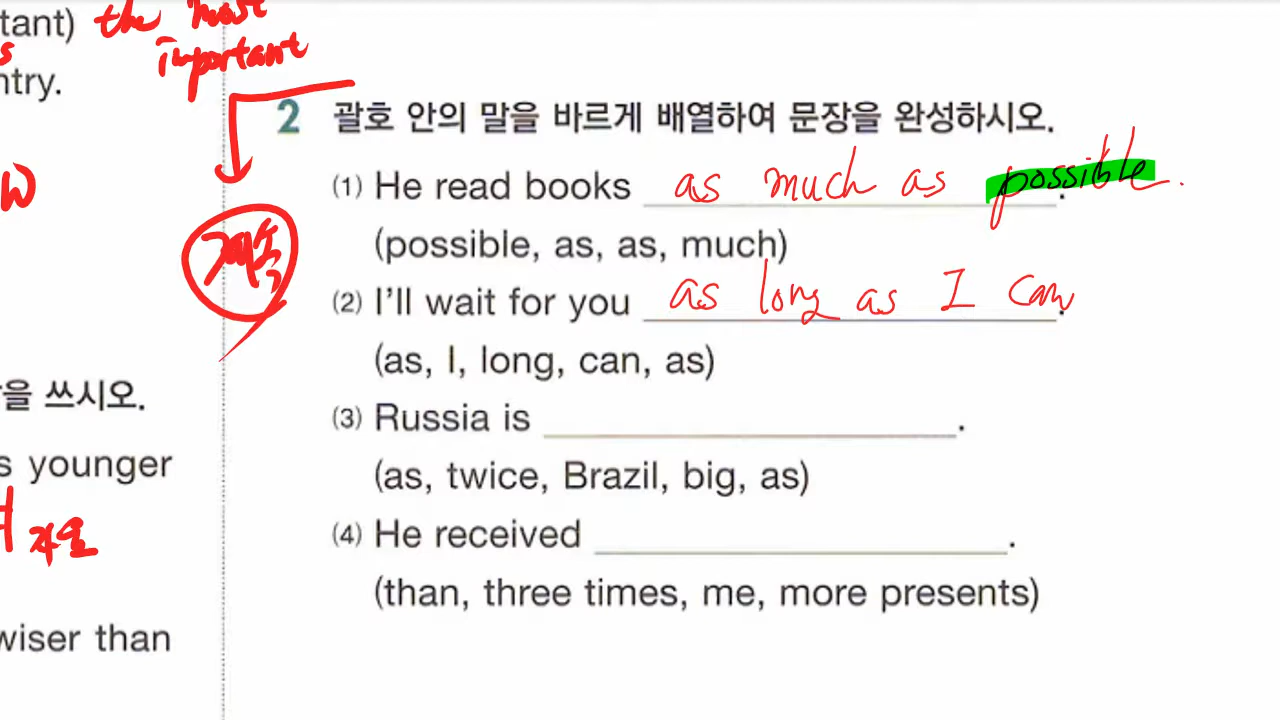 tant) the most
s important
ntry.
2 괄호 안의 말을 바르게 배열하여 문장을 완성하시오.
(1) He read books as much as possible.
(possible, as, as, much)
계속
(2) I'll wait for you as long as I can.
(as, I, long, can, as)
을 쓰시오.
(3) Russia is ____.
s younger
(as, twice, Brazil, big, as)
(4) He received ____.
(than, three times, me, more presents)
wiser than